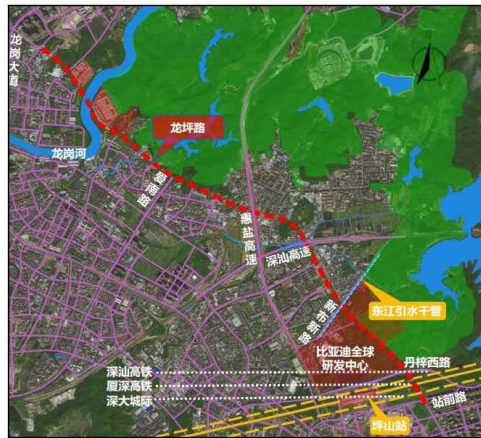 龙岗大道
龙坪路
龙岗河
爱南路
惠盐高速
深汕高速
新布新路
东江引水干管
比亚迪全球
研发中心
丹梓西路
深汕高铁
厦深高铁
深大城际
站前路
坪山站